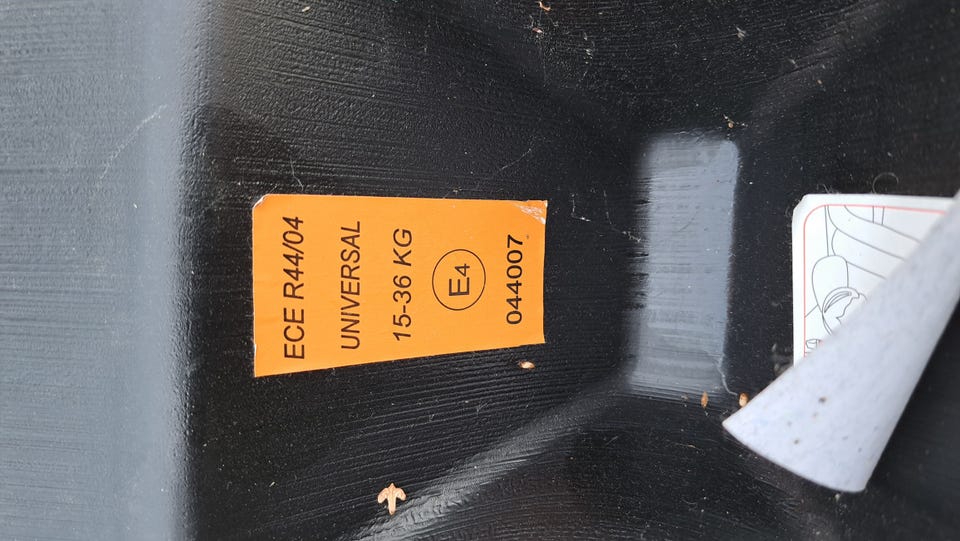 ECE R44/04
UNIVERSAL
15-36 KG
E4
044007